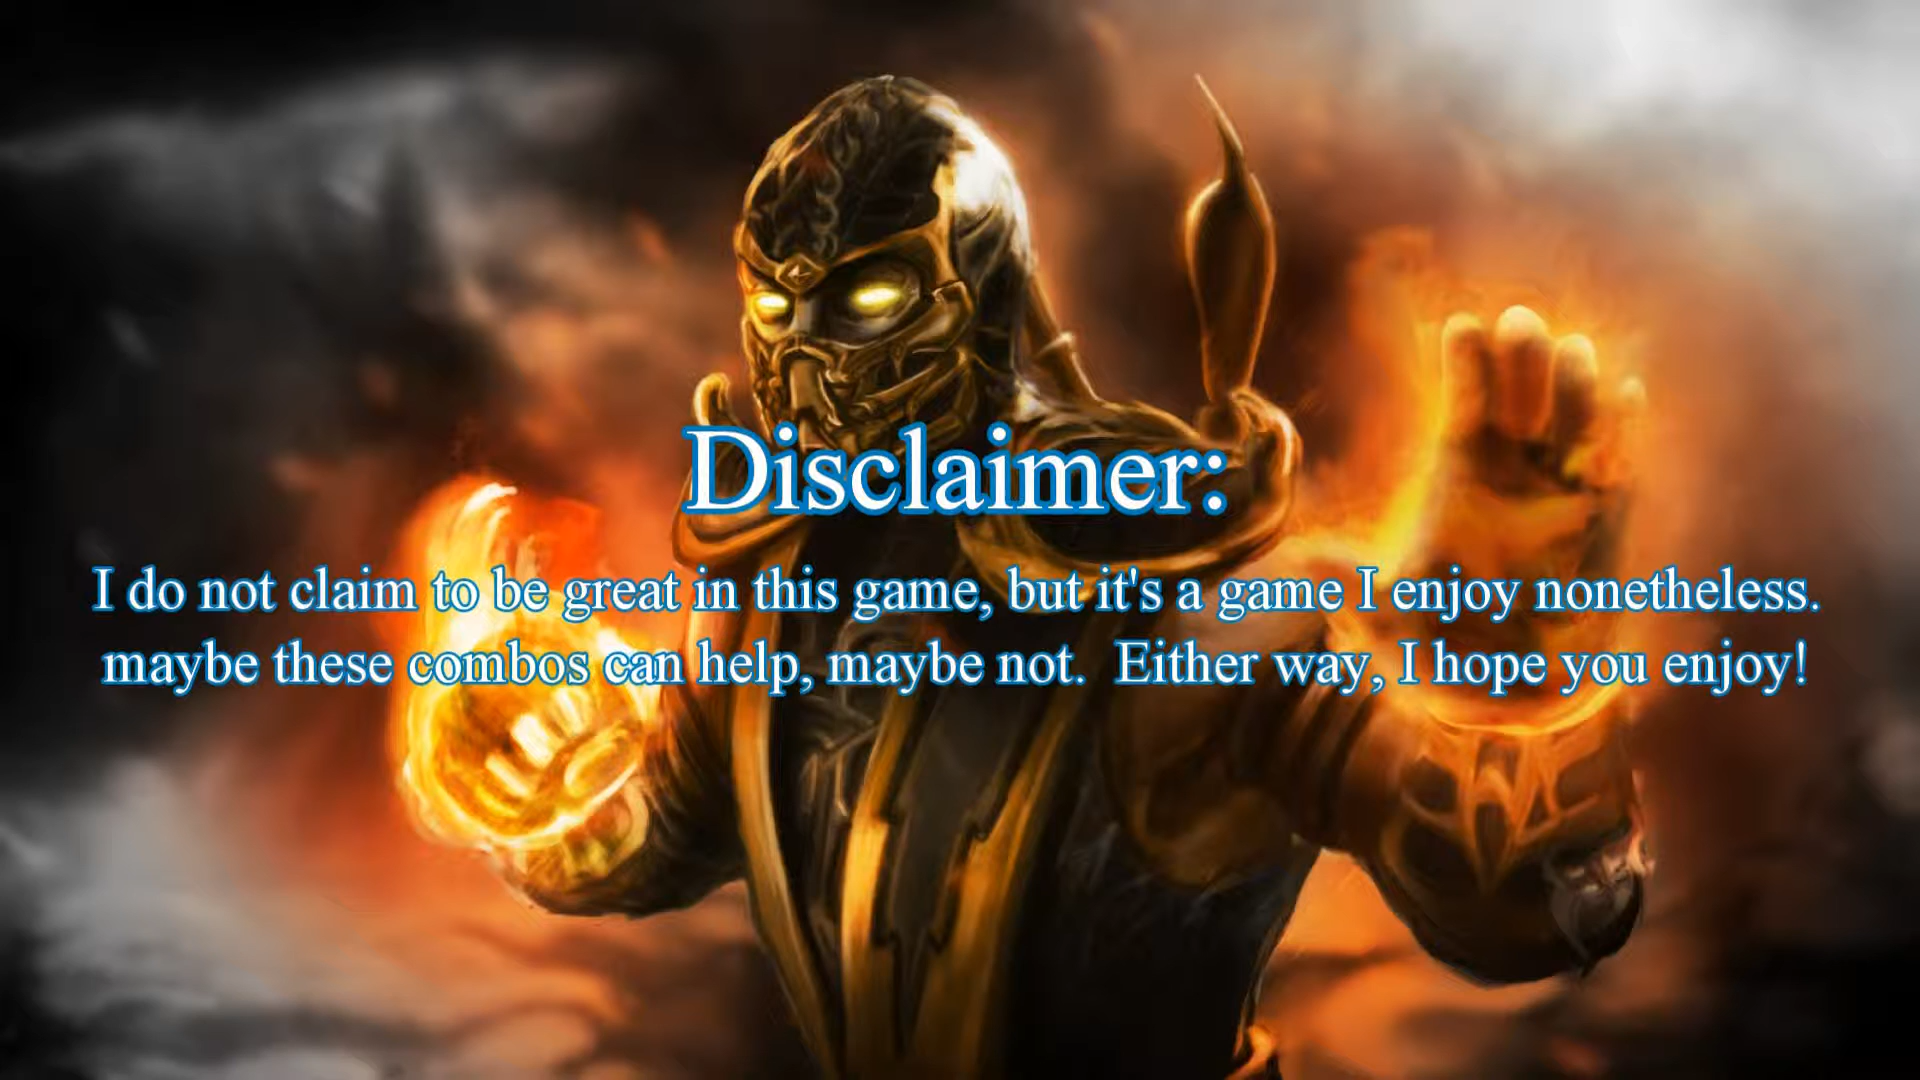 Disclaimer:
I do not claim to be great in this game, but it's a game I enjoy nonetheless.
maybe these combos can help, maybe not.  Either way, I hope you enjoy!